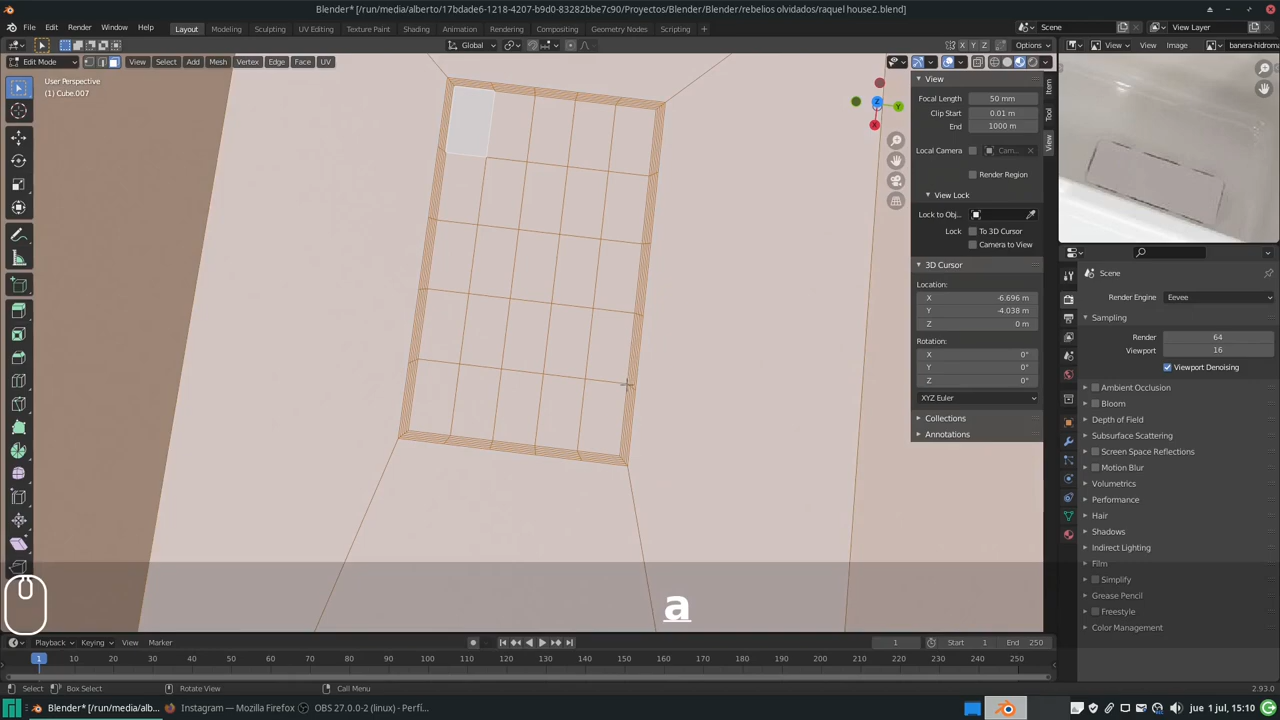 Blender* [/run/media/alberto/17bdade6-1218-4207-b9d0-83282bbe7c90/Proyectos/Blender/Blender/rebelios olvidados/raquel house2.blend]
File Edit Render Window Help Layout Modeling Sculpting UV Editing Texture Paint Shading Animation Rendering Compositing Geometry Nodes Scripting Scene View Layer
Global X Y Z Options View Image banera-hidroma
Edit Mode View Select Add Mesh Vertex Edge Face UV
User Perspective
(1) Cube.007
View
Focal Length 50 mm
Clip Start 0.01 m
End 1000 m
Local Camera Cam...
Render Region
View Lock
Lock to Obj...
Lock: To 3D Cursor
Camera to View
3D Cursor
Location:
X -6.696 m
Y -4.038 m
Z 0 m
Rotation:
X 0°
Y 0°
Z 0°
XYZ Euler
Collections
Annotations
Item
Tool
View
Scene
Render Engine Eevee
Sampling
Render 64
Viewport 16
Viewport Denoising
Ambient Occlusion
Bloom
Depth of Field
Subsurface Scattering
Screen Space Reflections
Motion Blur
Volumetrics
Performance
Hair
Shadows
Indirect Lighting
Film
Simplify
Grease Pencil
Freestyle
Color Management
a
Playback Keying View Marker 1 Start 1 End 250
1 10 20 30 40 50 60 70 80 90 100 110 120 130 140 150 160 170 180 190 200 210 220 230 240 250
Select Box Select Rotate View Call Menu 2.93.0
Blender* [/run/media/alb... Instagram — Mozilla Firefox OBS 27.0.0-2 (linux) - Perfi... jue 1 jul, 15:10